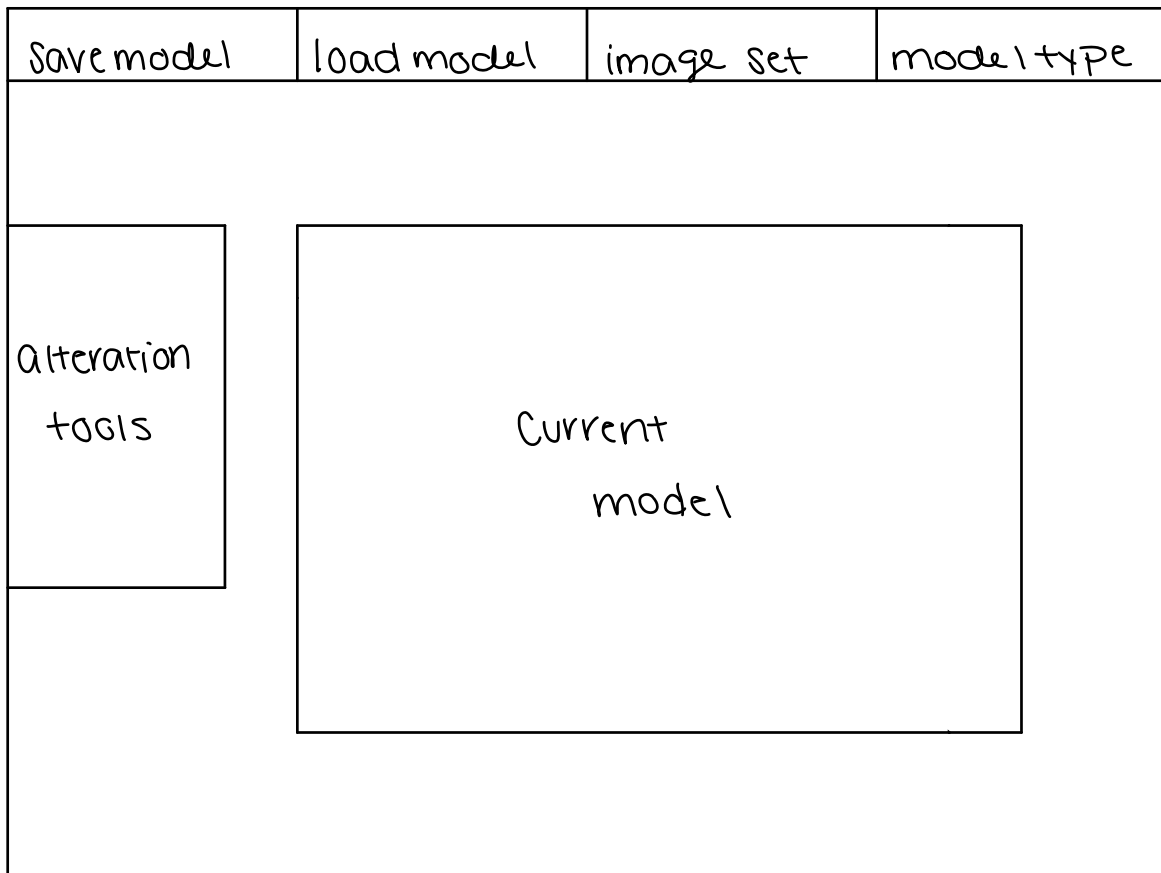 save model
load model
image set
model type
alteration
tools
Current
model